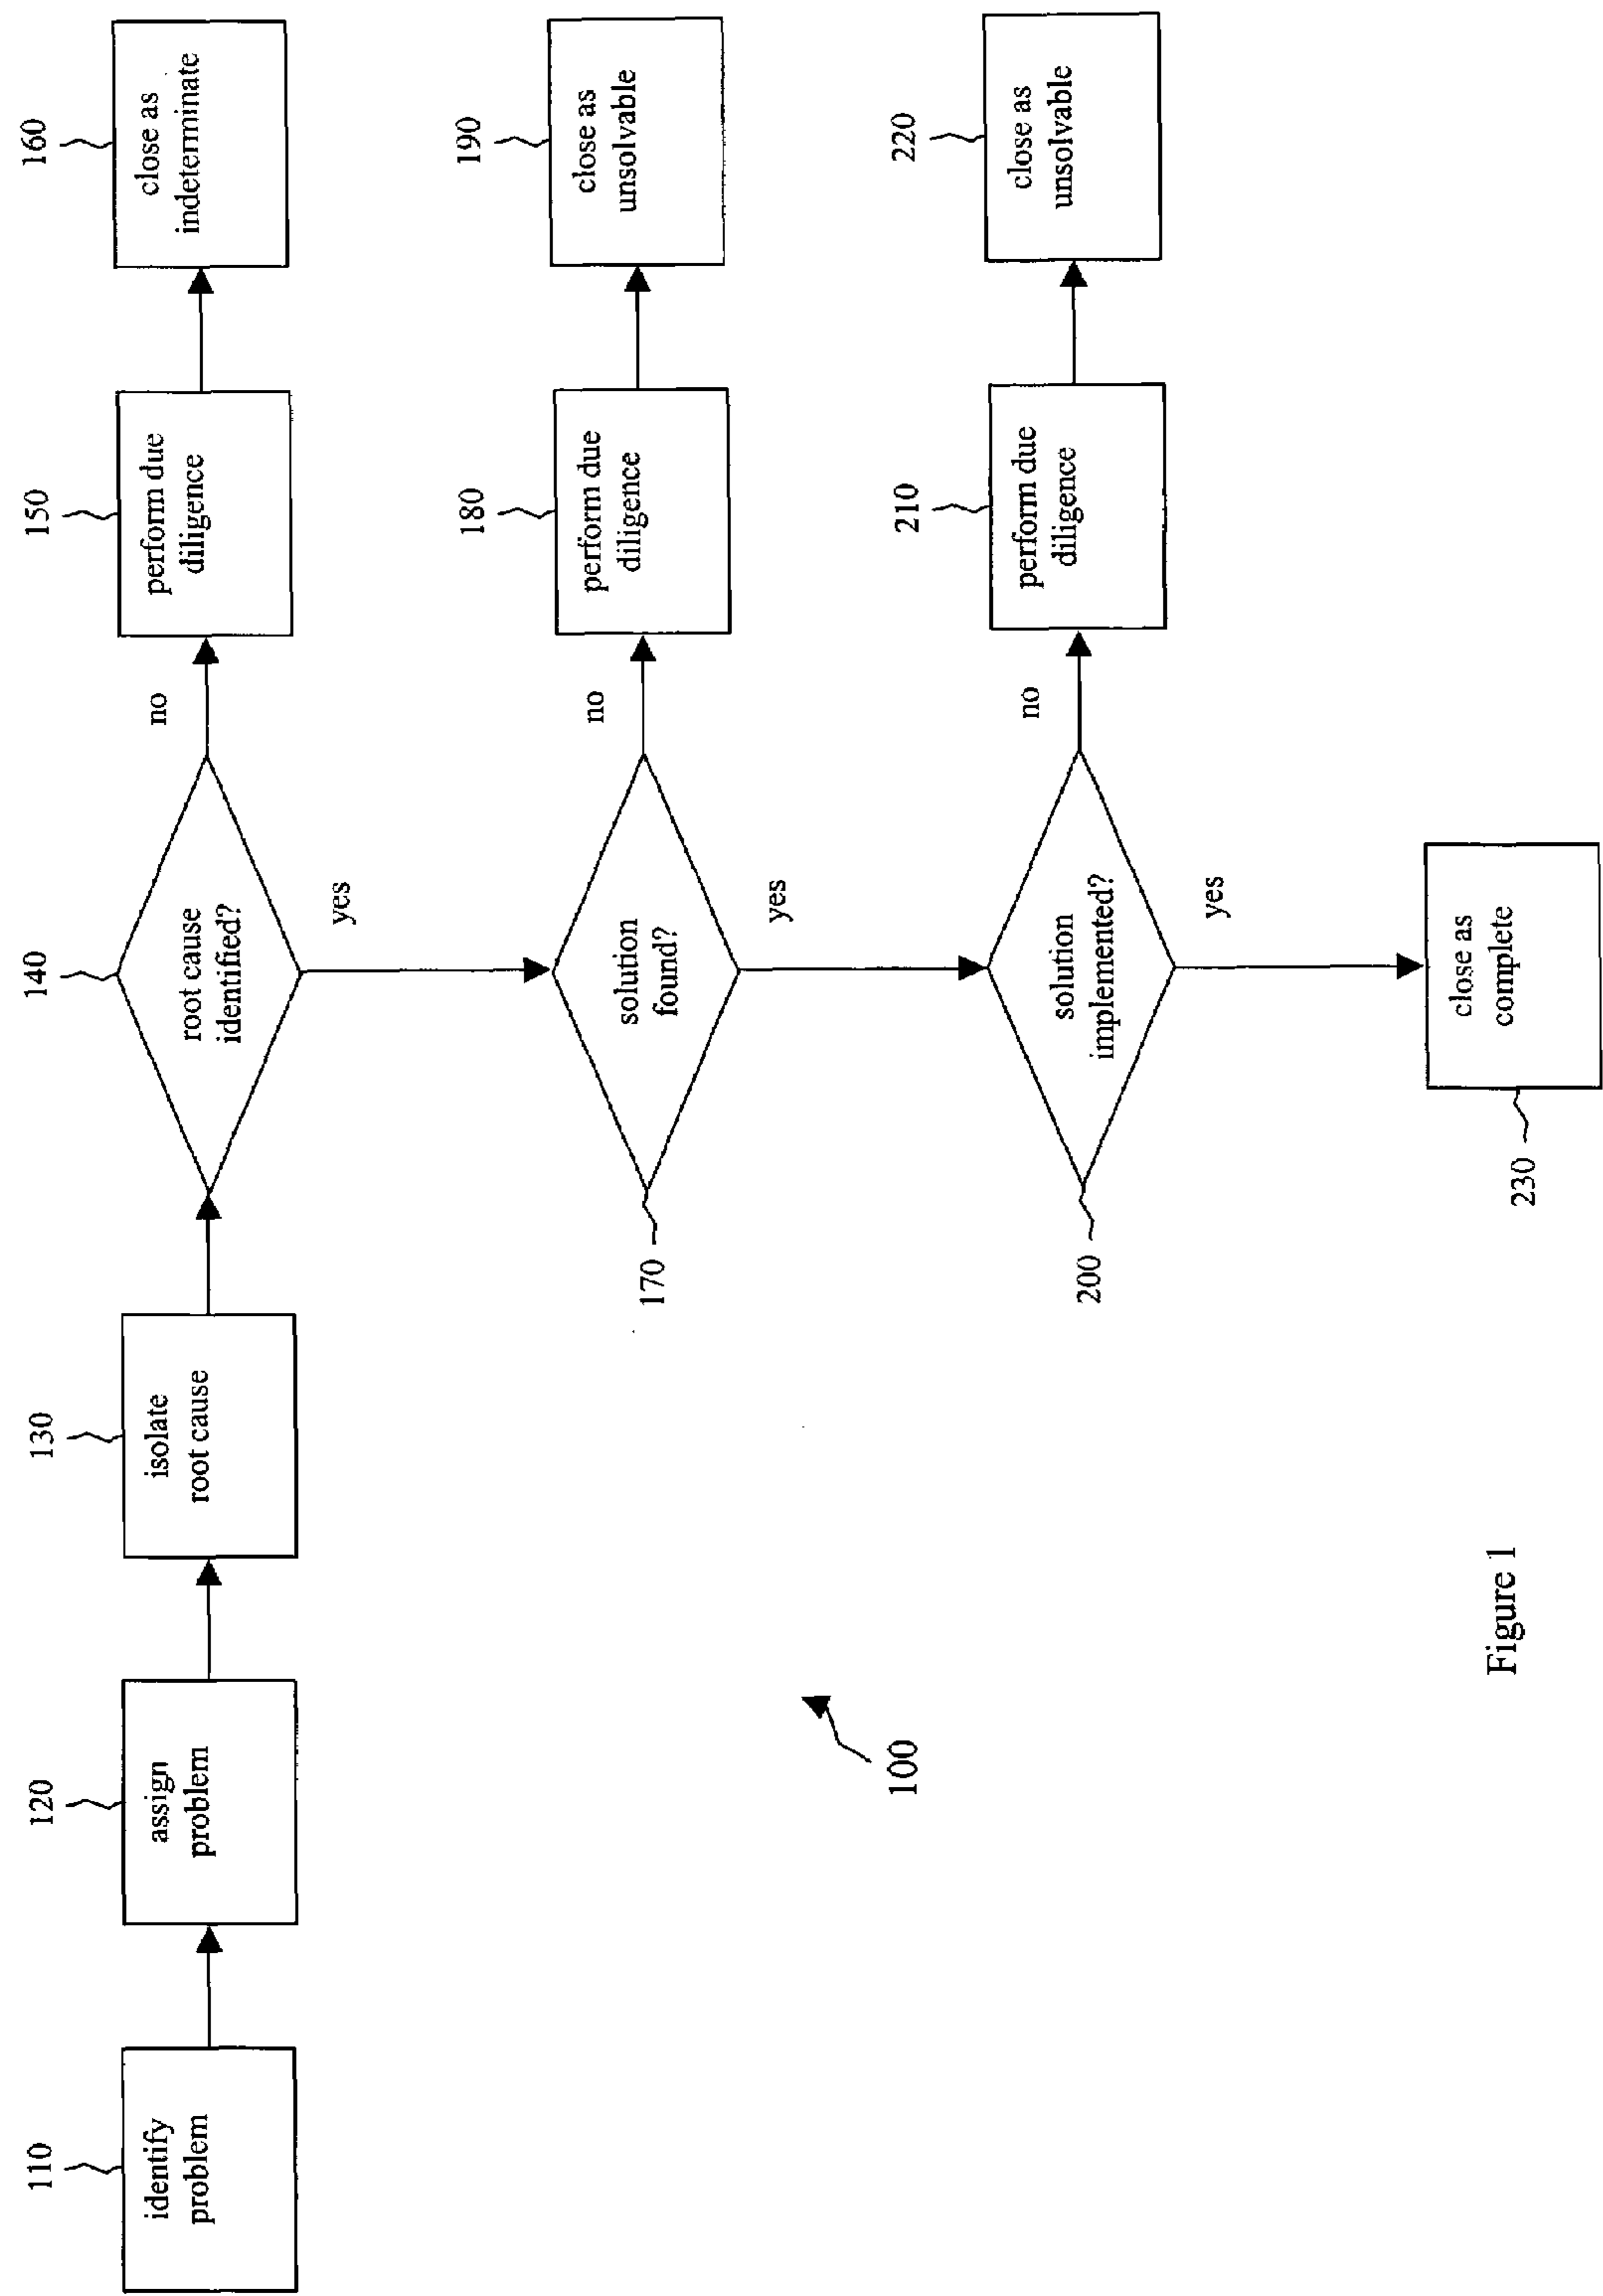 110
identify
problem
120
assign
problem
130
isolate
root cause
140
root cause
identified?
no
150
perform due
diligence
160
close as
indeterminate
yes
170
solution
found?
no
180
perform due
diligence
190
close as
unsolvable
yes
200
solution
implemented?
no
210
perform due
diligence
220
close as
unsolvable
yes
230
close as
complete
100
Figure 1